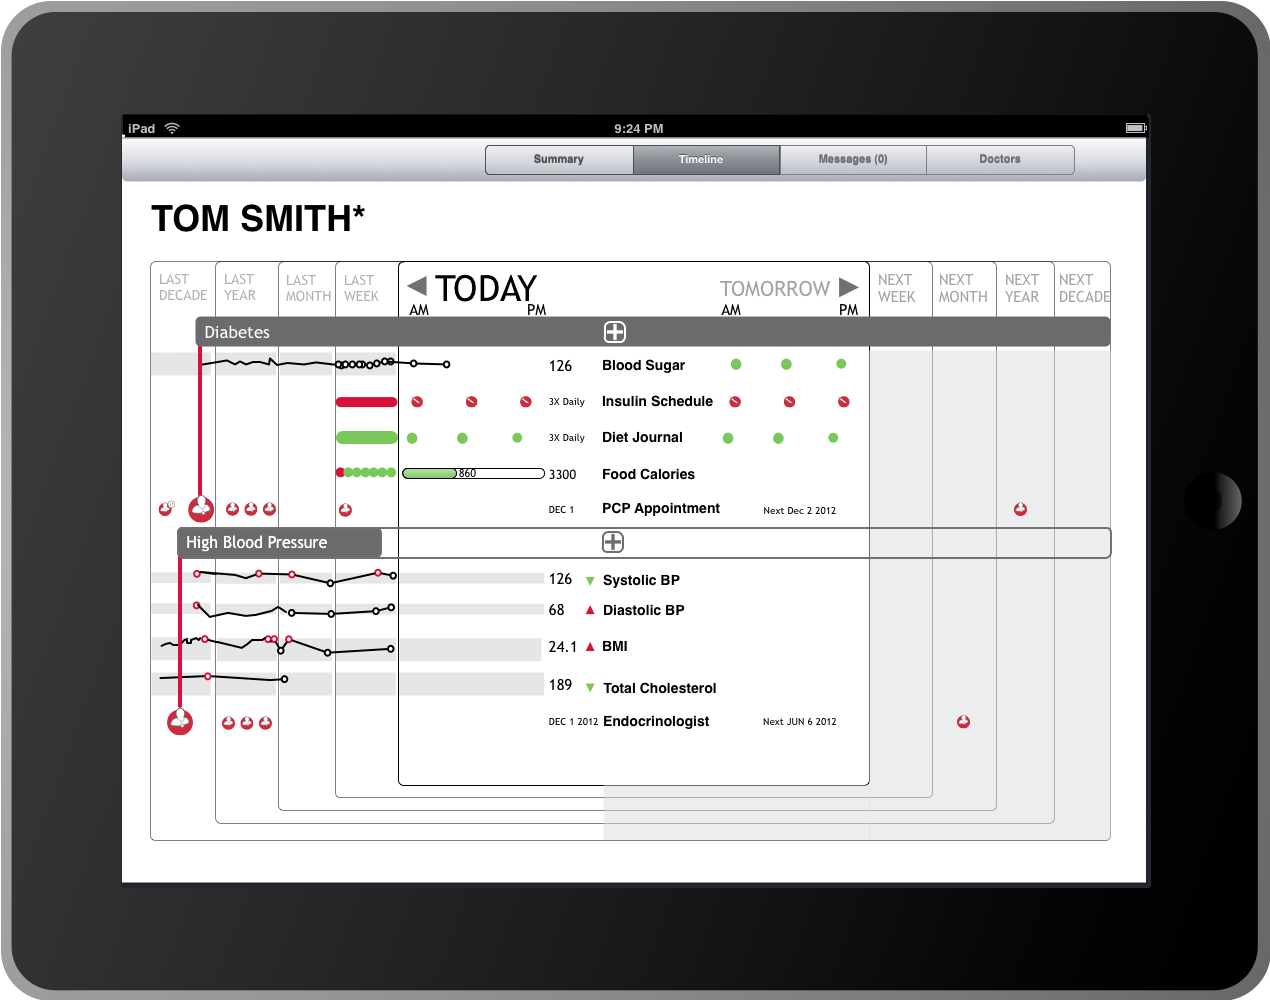 iPad 9:24 PM
Summary Timeline Messages (0) Doctors
TOM SMITH*
LAST DECADE
LAST YEAR
LAST MONTH
LAST WEEK
TODAY
AM PM
TOMORROW
AM PM
NEXT WEEK
NEXT MONTH
NEXT YEAR
NEXT DECADE
Diabetes
126 Blood Sugar
3X Daily Insulin Schedule
3X Daily Diet Journal
860 3300 Food Calories
DEC 1 PCP Appointment Next Dec 2 2012
High Blood Pressure
126 Systolic BP
68 Diastolic BP
24.1 BMI
189 Total Cholesterol
DEC 1 2012 Endocrinologist Next JUN 6 2012